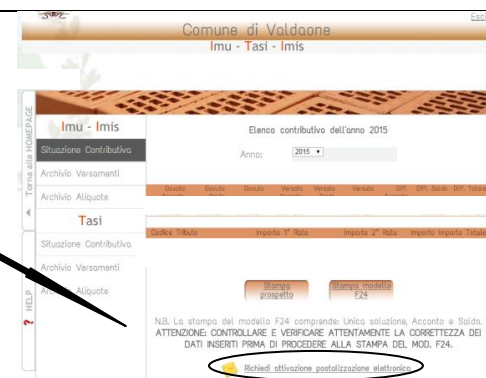 Esci
Comune di Valdaone
Imu - Tasi - Imis
Torna alla HOMEPAGE
HELP
?
Imu - Imis
Situazione Contributiva
Archivio Versamenti
Archivio Aliquote
Tasi
Situazione Contributiva
Archivio Versamenti
Archivio Aliquote
Elenco contributivo dell'anno 2015
Anno: 2015
Dovuto Dovuto Dovuto Versato Versato Versato Diff. Diff. Saldo Diff. Totale
Codice Tributo Importo 1° Rata Importo 2° Rata Importo Importo Totale
Stampa prospetto
Stampa modello F24
N.B. La stampa del modello F24 comprende: Unica soluzione, Acconto e Saldo.
ATTENZIONE: CONTROLLARE E VERIFICARE ATTENTAMENTE LA CORRETTEZZA DEI
DATI INSERITI PRIMA DI PROCEDERE ALLA STAMPA DEL MOD. F24.
Richiedi attivazione postalizzazione elettronica